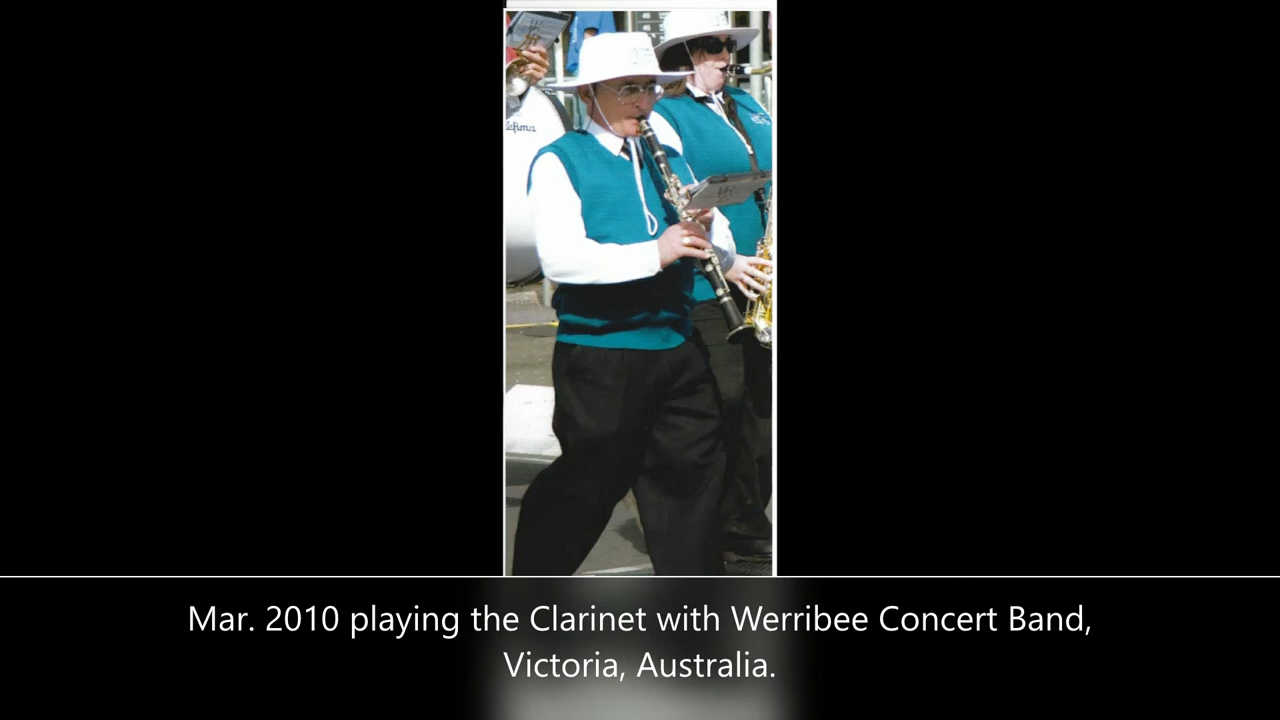 Mar. 2010 playing the Clarinet with Werribee Concert Band,
Victoria, Australia.